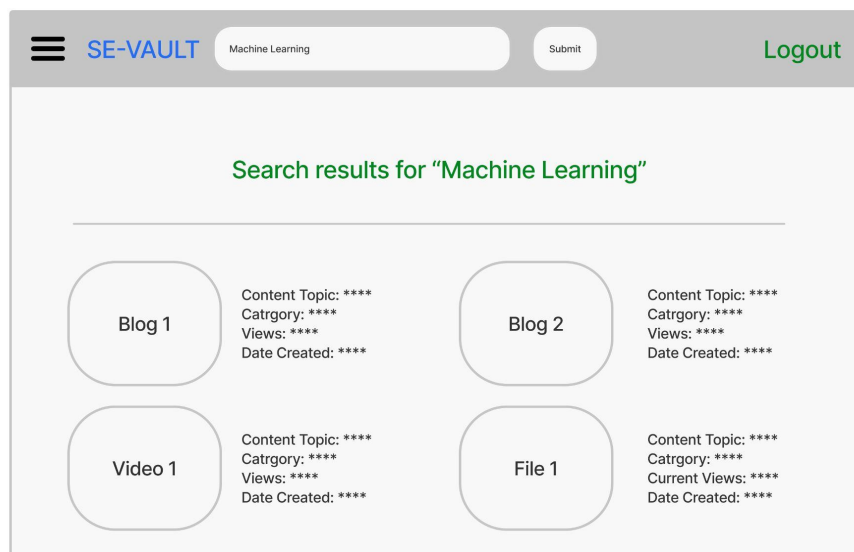 SE-VAULT
Machine Learning
Submit
Logout
Search results for “Machine Learning”
Blog 1
Content Topic: ****
Catrgory: ****
Views: ****
Date Created: ****
Blog 2
Content Topic: ****
Catrgory: ****
Views: ****
Date Created: ****
Video 1
Content Topic: ****
Catrgory: ****
Views: ****
Date Created: ****
File 1
Content Topic: ****
Catrgory: ****
Current Views: ****
Date Created: ****